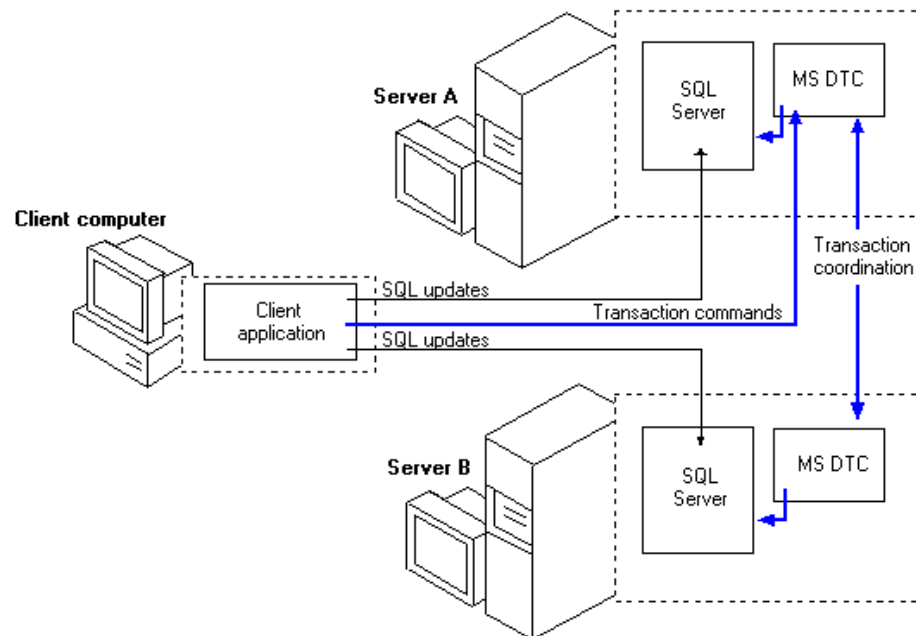 Server A
SQL
Server
MS DTC
Client computer
Transaction
coordination
Client
application
SQL updates
Transaction commands
SQL updates
Server B
SQL
Server
MS DTC